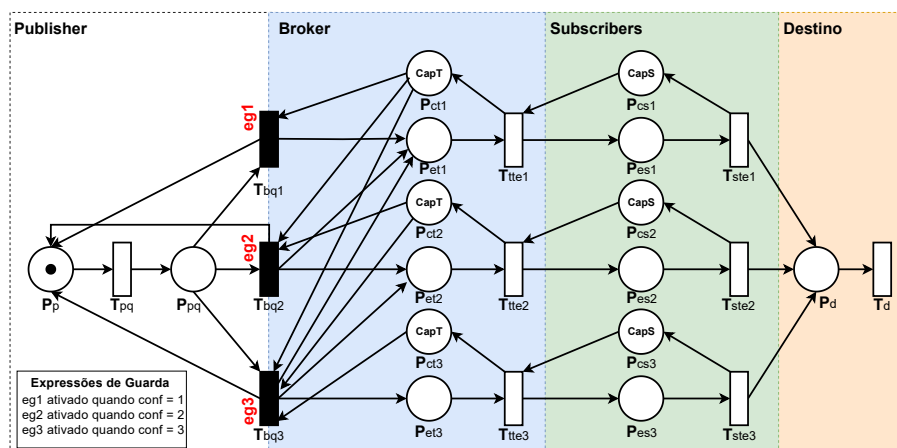 Publisher
Broker
Subscribers
Destino
CapT
CapS
Pct1
Pcs1
eg1
Tbq1
Pet1
Ttte1
Pes1
Tste1
CapT
CapS
Pct2
Pcs2
eg2
Pp
Tpq
Ppq
Tbq2
Pet2
Ttte2
Pes2
Tste2
Pd
Td
CapT
CapS
Pct3
Pcs3
eg3
Tbq3
Pet3
Ttte3
Pes3
Tste3
Expressões de Guarda
eg1 ativado quando conf = 1
eg2 ativado quando conf = 2
eg3 ativado quando conf = 3